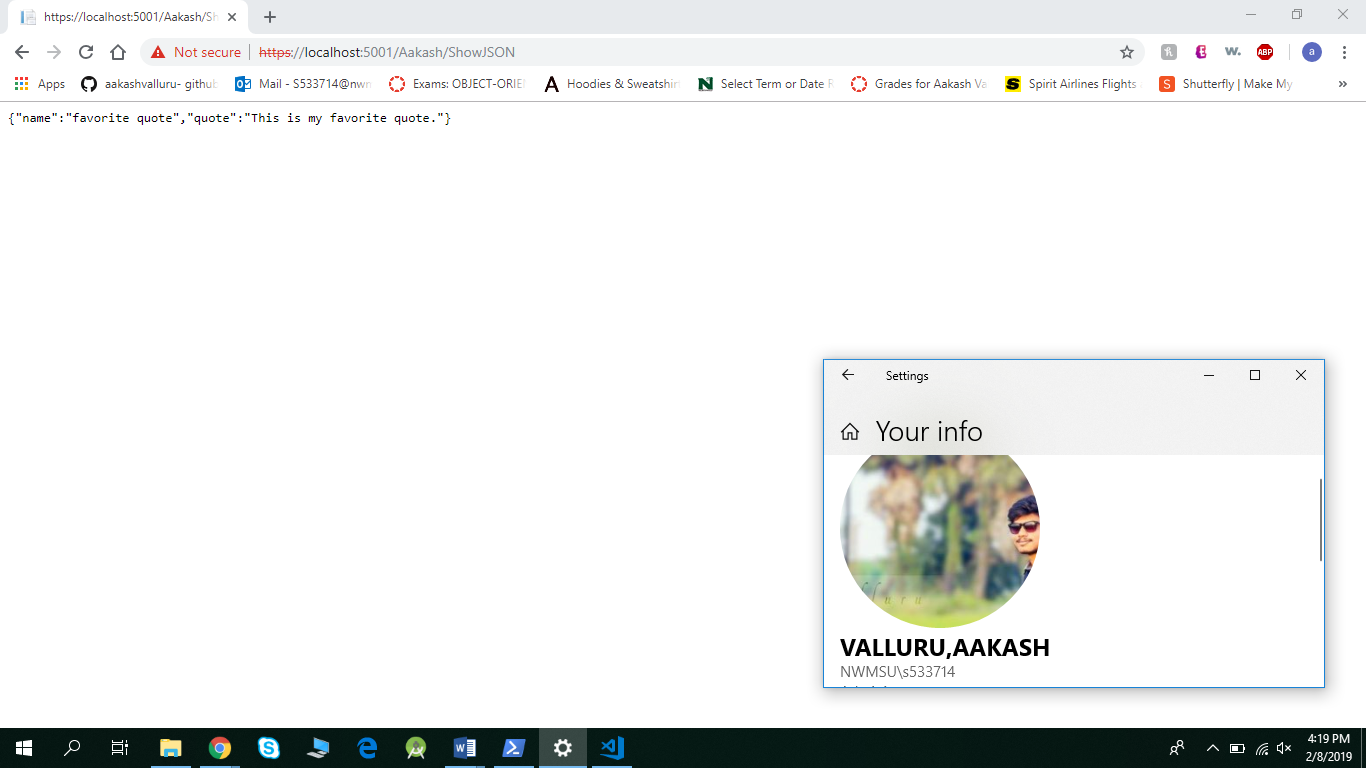 https://localhost:5001/Aakash/Sh
Not secure
https://localhost:5001/Aakash/ShowJSON
a
Apps
aakashvalluru- github
Mail - S533714@nwm
Exams: OBJECT-ORIE
Hoodies & Sweatshirt
Select Term or Date R
Grades for Aakash Va
Spirit Airlines Flights
Shutterfly | Make My
{"name":"favorite quote","quote":"This is my favorite quote."}
Settings
Your info
VALLURU,AAKASH
NWMSU\s533714
4:19 PM
2/8/2019